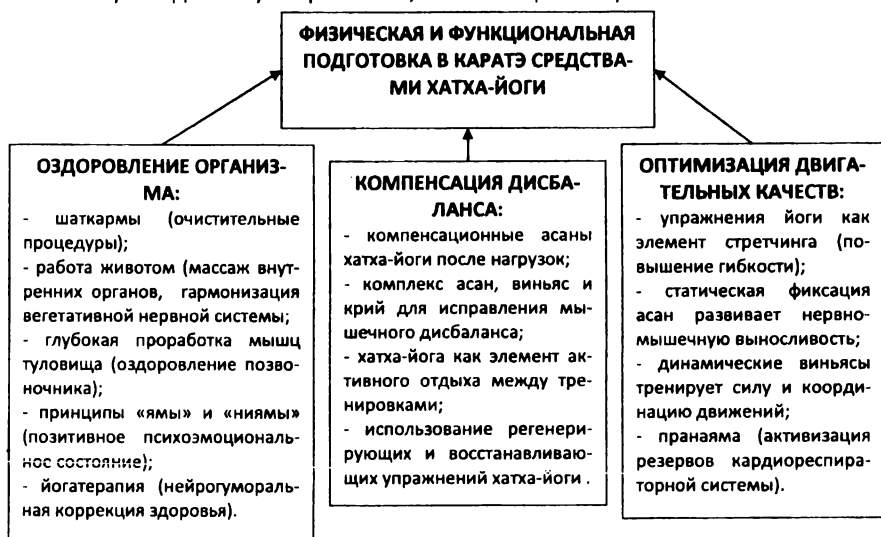 ФИЗИЧЕСКАЯ И ФУНКЦИОНАЛЬНАЯ
ПОДГОТОВКА В КАРАТЭ СРЕДСТВА-
МИ ХАТХА-ЙОГИ
ОЗДОРОВЛЕНИЕ ОРГАНИЗ-
МА:
- шаткармы (очистительные
процедуры);
- работа животом (массаж внут-
ренних органов, гармонизация
вегетативной нервной системы;
- глубокая проработка мышц
туловища (оздоровление позво-
ночника);
- принципы «ямы» и «ниямы»
(позитивное психоэмоциональ-
ное состояние);
- йогатерапия (нейрогумораль-
ная коррекция здоровья).
КОМПЕНСАЦИЯ ДИСБА-
ЛАНСА:
- компенсационные асаны
хатха-йоги после нагрузок;
- комплекс асан, виньяс и
крий для исправления мы-
шечного дисбаланса;
- хатха-йога как элемент ак-
тивного отдыха между тре-
нировками;
- использование регенери-
рующих и восстанавливаю-
щих упражнений хатха-йоги .
ОПТИМИЗАЦИЯ ДВИГА-
ТЕЛЬНЫХ КАЧЕСТВ:
- упражнения йоги как
элемент стретчинга (по-
вышение гибкости);
- статическая фиксация
асан развивает нервно-
мышечную выносливость;
- динамические виньясы
тренирует силу и коорди-
нацию движений;
- пранаяма (активизация
резервов кардиореспира-
торной системы).